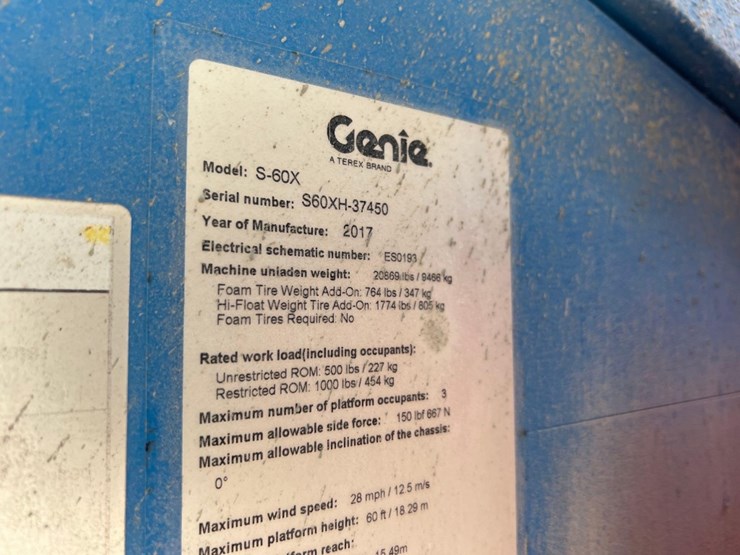 Genie
A TEREX BRAND
Model: S-60X
Serial number: S60XH-37450
Year of Manufacture: 2017
Electrical schematic number: ES0193
Machine unladen weight: 20869 lbs / 9466 kg
Foam Tire Weight Add-On: 764 lbs / 347 kg
Hi-Float Weight Tire Add-On: 1774 lbs / 805 kg
Foam Tires Required: No
Rated work load(including occupants):
Unrestricted ROM: 500 lbs / 227 kg
Restricted ROM: 1000 lbs / 454 kg
Maximum number of platform occupants: 3
Maximum allowable side force: 150 lbf 667 N
Maximum allowable inclination of the chassis:
0°
Maximum wind speed: 28 mph / 12.5 m/s
Maximum platform height: 60 ft / 18.29 m
reach: 15.49m